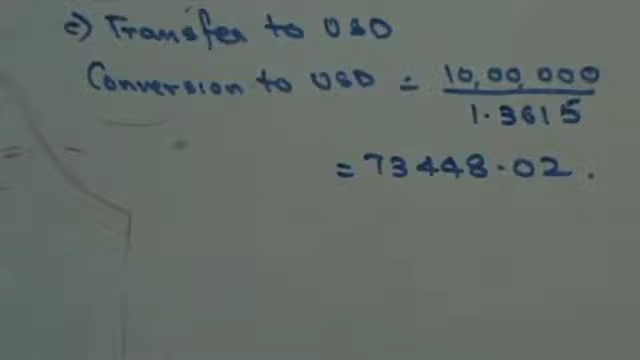 c) Transfer to USD
Conversion to USD = 10,00,000
1.3615
= 73448.02.